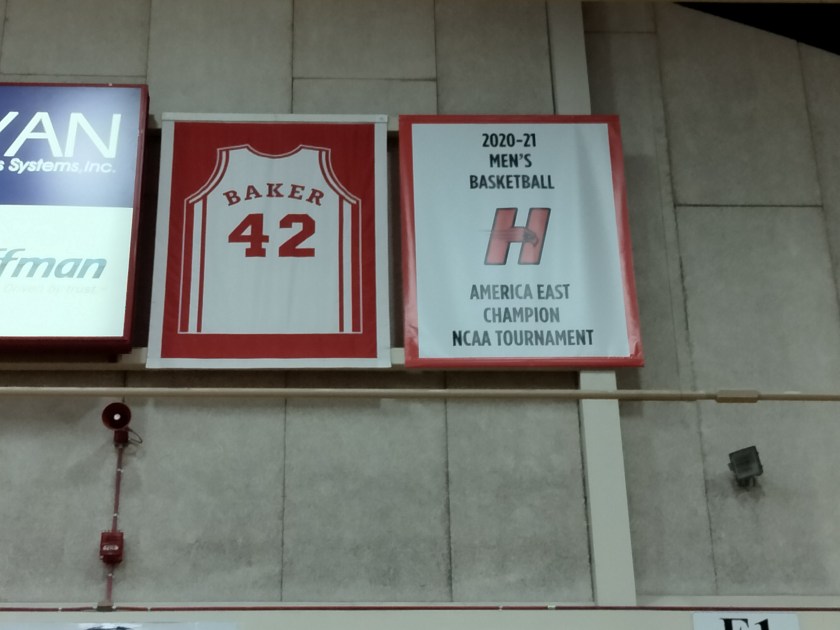 YAN
s Systems, Inc.
ffman
BAKER
42
2020-21
MEN'S
BASKETBALL
H
AMERICA EAST
CHAMPION
NCAA TOURNAMENT